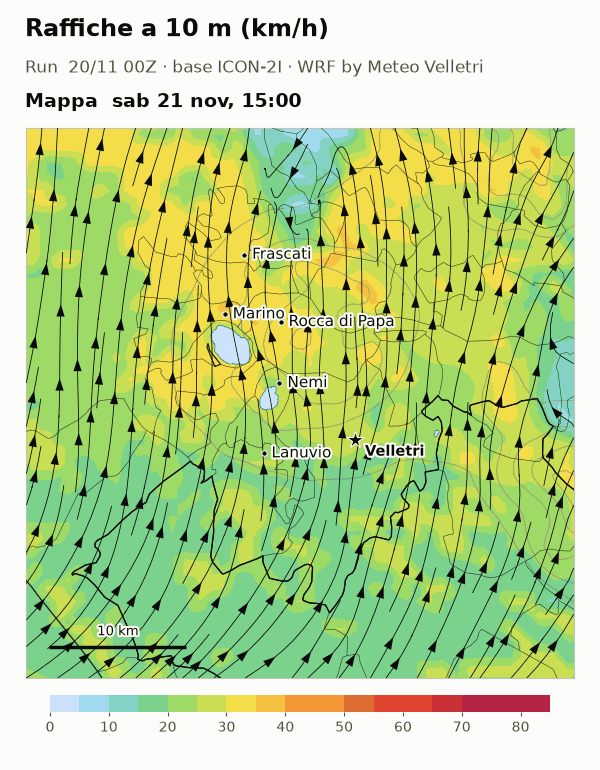 Raffiche a 10 m (km/h)
Run 20/11 00Z · base ICON-2I · WRF by Meteo Velletri
Mappa sab 21 nov, 15:00
Frascati
Marino
Rocca di Papa
Nemi
Velletri
Lanuvio
10 km
0 10 20 30 40 50 60 70 80